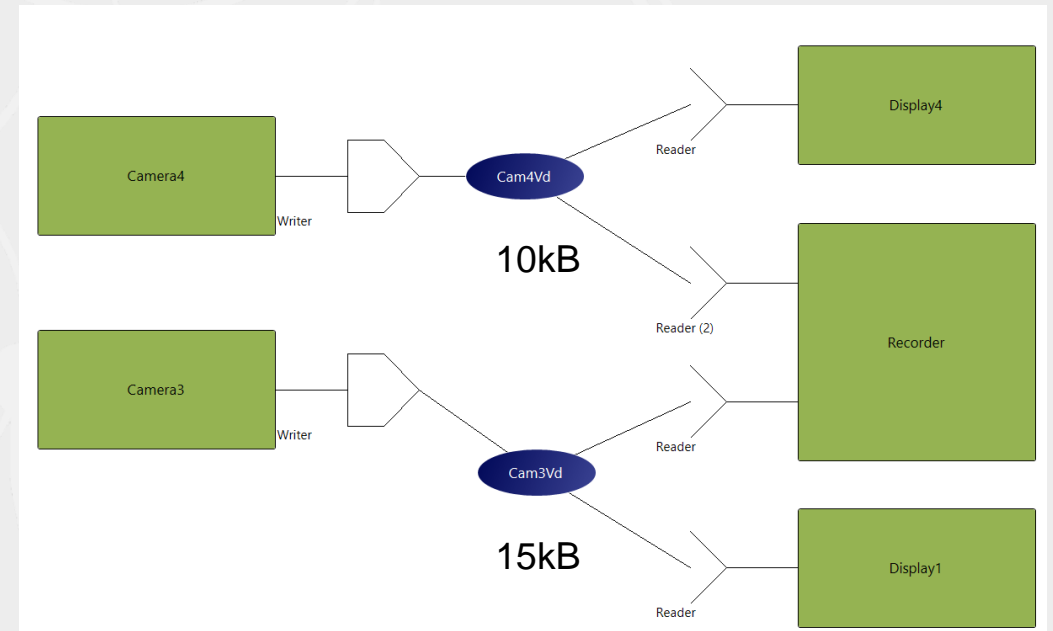 Display4
Camera4
Writer
Cam4Vd
Reader
10kB
Reader (2)
Recorder
Camera3
Writer
Reader
Cam3Vd
15kB
Display1
Reader